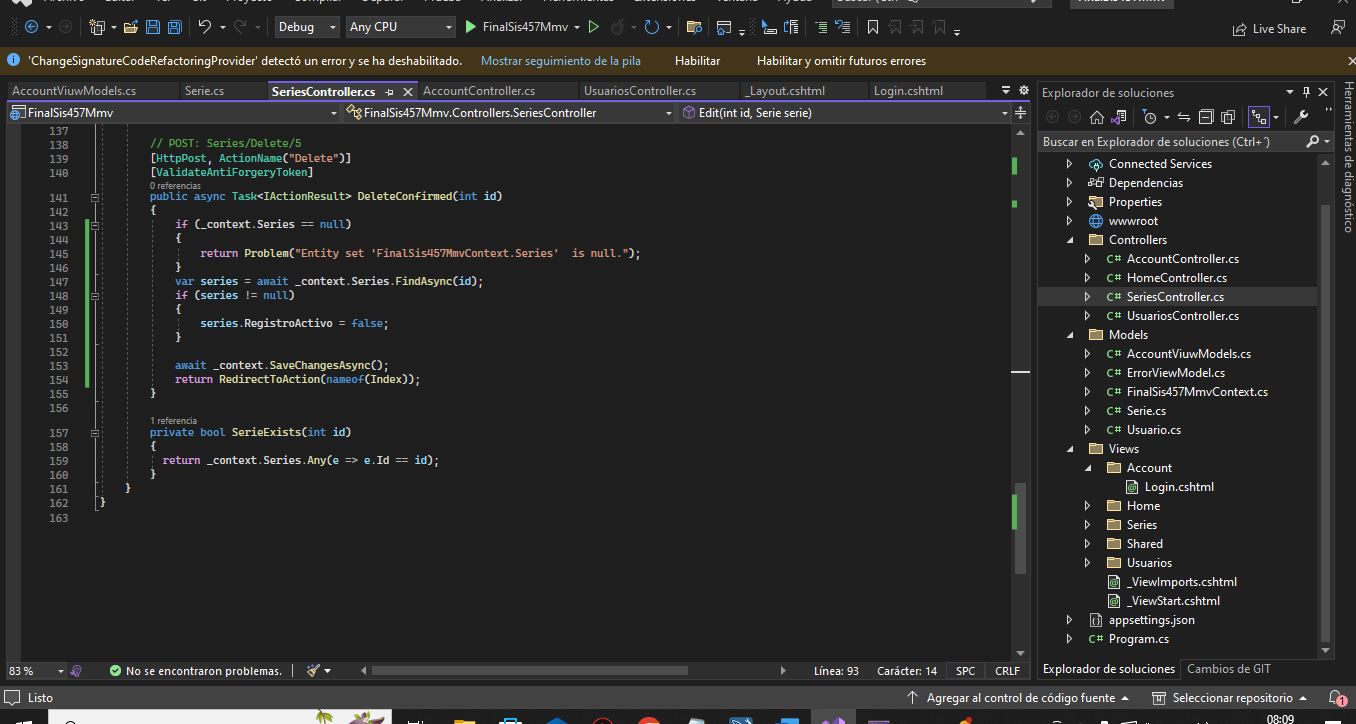 Debug Any CPU FinalSis457Mmv Live Share
'ChangeSignatureCodeRefactoringProvider' detectó un error y se ha deshabilitado. Mostrar seguimiento de la pila Habilitar Habilitar y omitir futuros errores
AccountViuwModels.cs Serie.cs SeriesController.cs AccountController.cs UsuariosController.cs _Layout.cshtml Login.cshtml
FinalSis457Mmv FinalSis457Mmv.Controllers.SeriesController Edit(int id, Serie serie)
137
138 // POST: Series/Delete/5
139 [HttpPost, ActionName("Delete")]
140 [ValidateAntiForgeryToken]
0 referencias
141 public async Task<IActionResult> DeleteConfirmed(int id)
142 {
143 if (_context.Series == null)
144 {
145 return Problem("Entity set 'FinalSis457MmvContext.Series'  is null.");
146 }
147 var series = await _context.Series.FindAsync(id);
148 if (series != null)
149 {
150 series.RegistroActivo = false;
151 }
152
153 await _context.SaveChangesAsync();
154 return RedirectToAction(nameof(Index));
155 }
156
1 referencia
157 private bool SerieExists(int id)
158 {
159 return _context.Series.Any(e => e.Id == id);
160 }
161 }
162 }
163
83 % No se encontraron problemas. Línea: 93 Carácter: 14 SPC CRLF
Explorador de soluciones
Buscar en Explorador de soluciones (Ctrl+´)
Connected Services
Dependencias
Properties
wwwroot
Controllers
C# AccountController.cs
C# HomeController.cs
C# SeriesController.cs
C# UsuariosController.cs
Models
C# AccountViuwModels.cs
C# ErrorViewModel.cs
C# FinalSis457MmvContext.cs
C# Serie.cs
C# Usuario.cs
Views
Account
Login.cshtml
Home
Series
Shared
Usuarios
_ViewImports.cshtml
_ViewStart.cshtml
appsettings.json
C# Program.cs
Explorador de soluciones Cambios de GIT
Herramientas de diagnóstico
Listo Agregar al control de código fuente Seleccionar repositorio 1
08:09